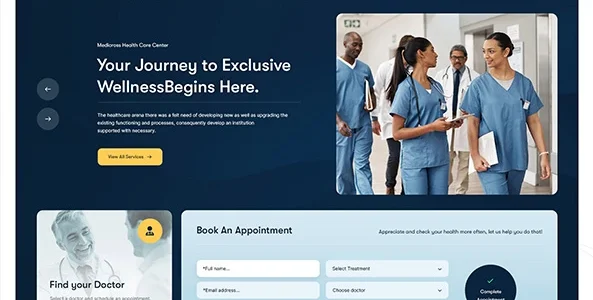 Medicross Health Care Center
Your Journey to Exclusive
WellnessBegins Here.
The healthcare arena there was a felt need of developing new as well as upgrading the
existing functioning and processes, consequently develop an institution
supported with necessary.
View All Services →
Book An Appointment
Appreciate and check your health more often, let us help you do that!
*Full name...
Select Treatment
*Email address...
Choose doctor
Find your Doctor
Select a doctor and schedule an appointment
Complete
Appointment